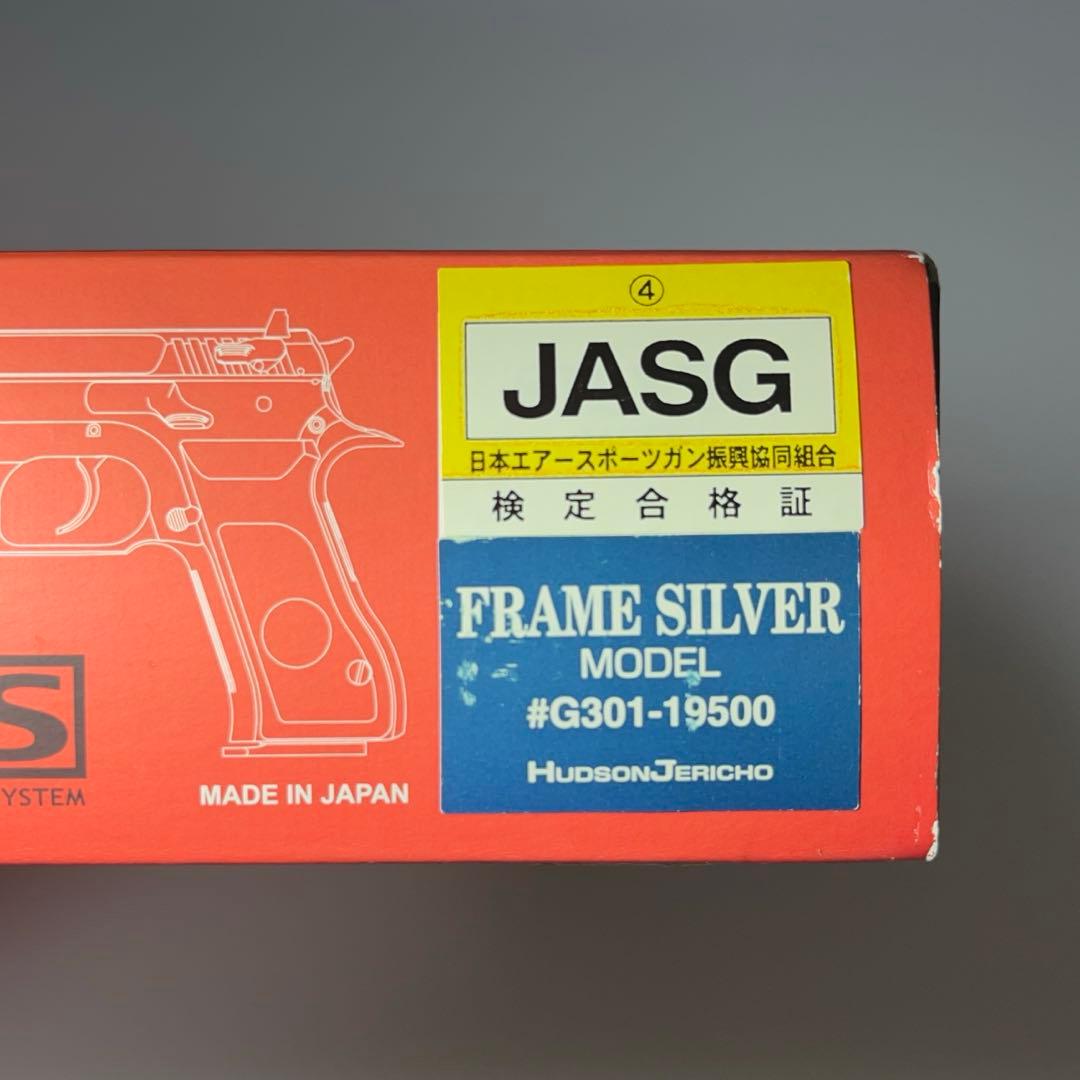 ④
JASG
日本エアースポーツガン振興協同組合
検定合格証
FRAME SILVER
MODEL
#G301-19500
HUDSONJERICHO
S
YSTEM
MADE IN JAPAN